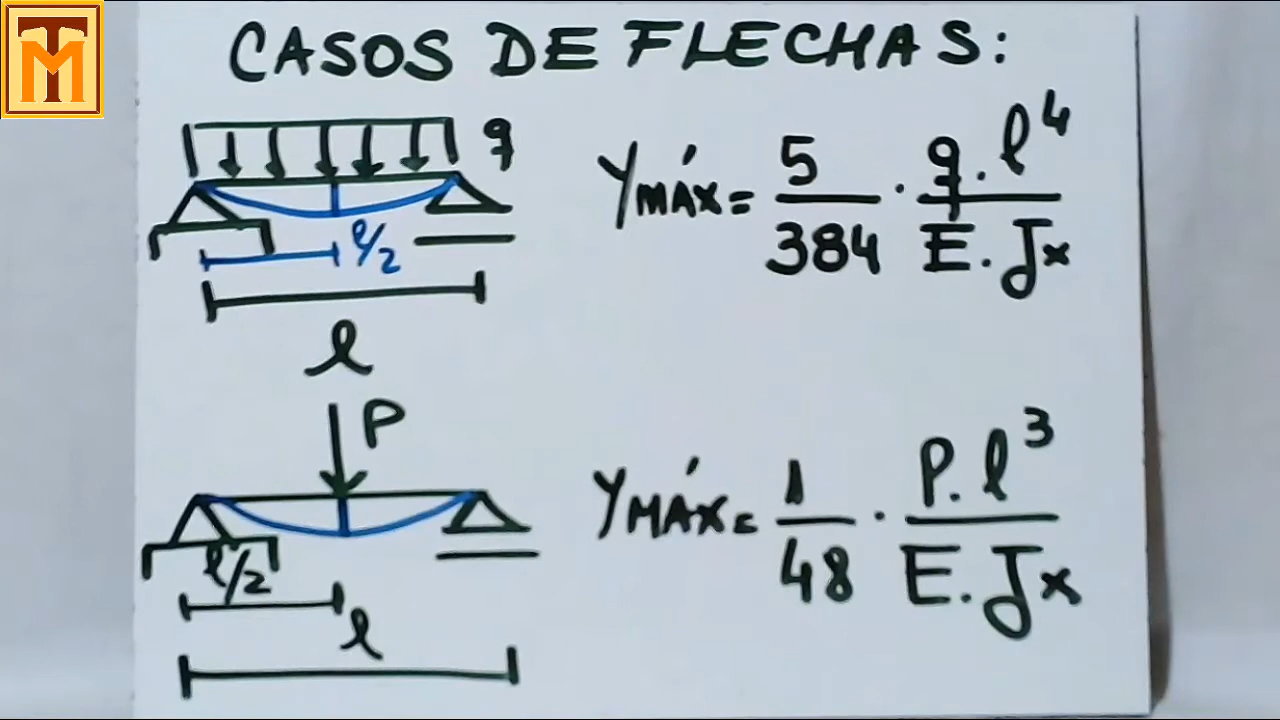 TM
CASOS DE FLECHAS:
q
YMÁX = 5/384 · q.l⁴/E.Jx
l/2
l
P
YMÁX = 1/48 · P.l³/E.Jx
l/2
l